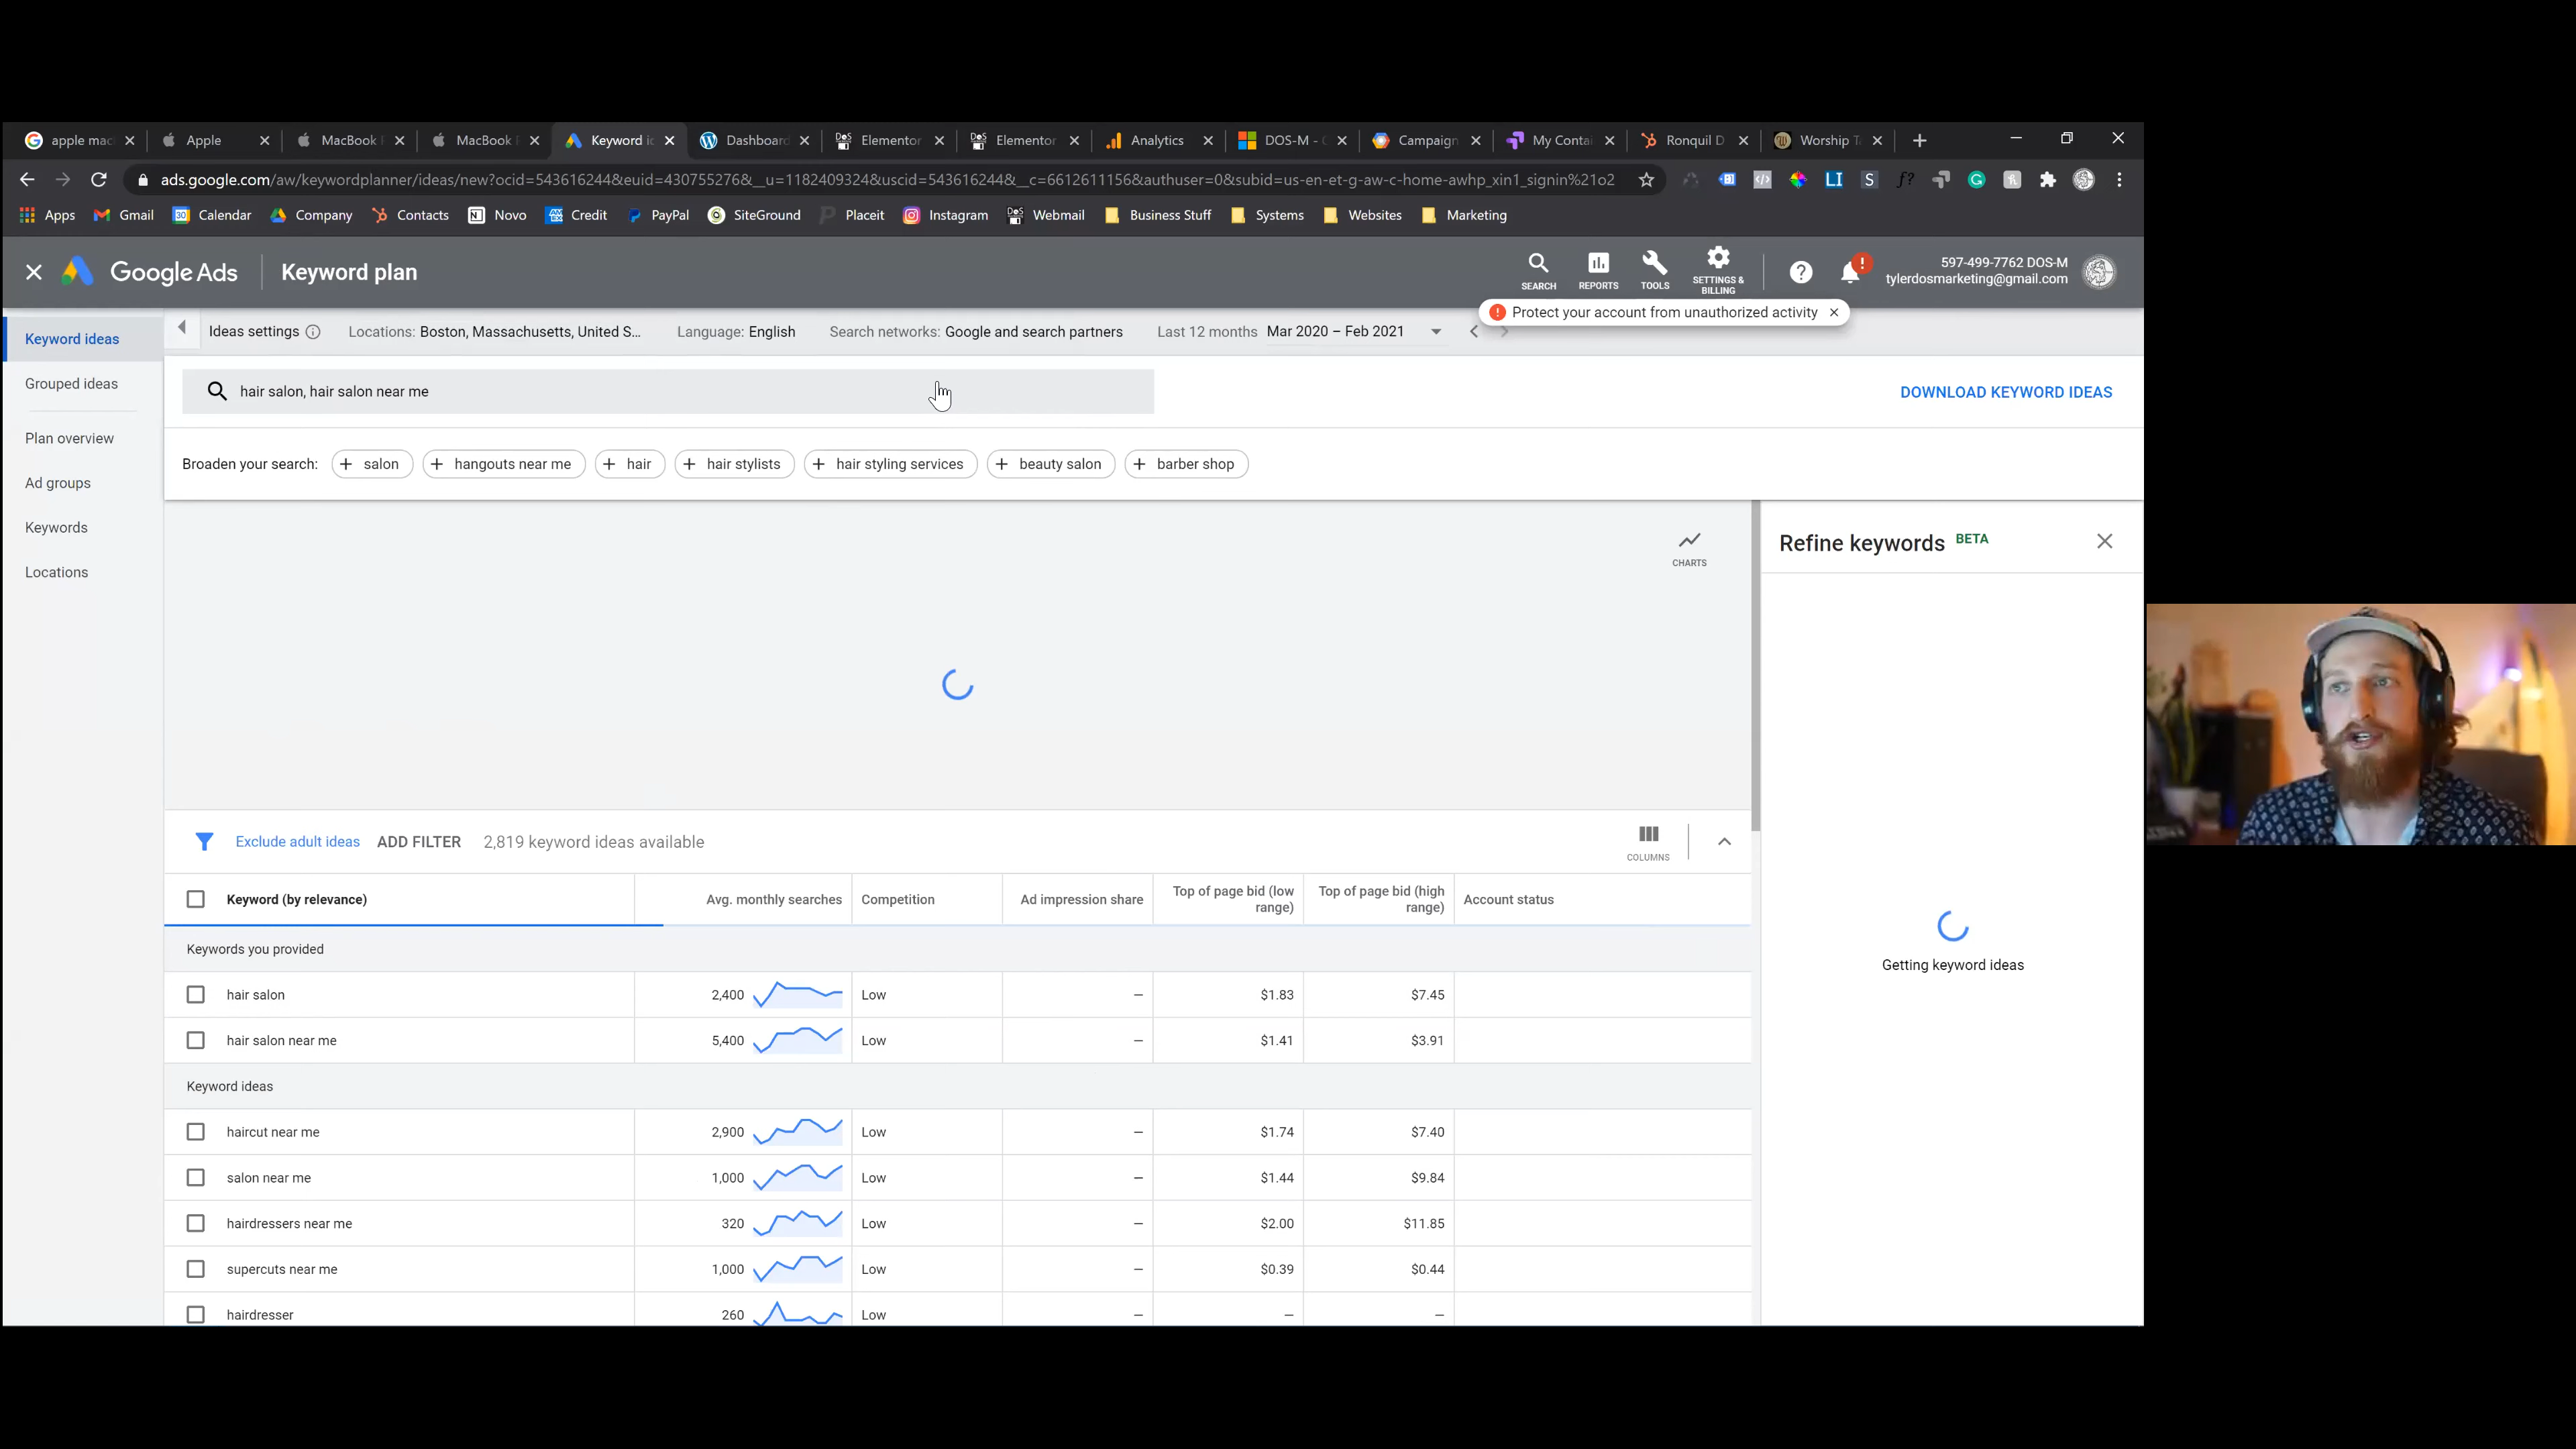 apple mac
Apple
MacBook
MacBook
Keyword ic
Dashboard
Elementor
Elementor
Analytics
DOS-M -
Campaign
My Contai
Ronquil D
Worship T
ads.google.com/aw/keywordplanner/ideas/new?ocid=543616244&euid=430755276&__u=1182409324&uscid=543616244&__c=6612611156&authuser=0&subid=us-en-et-g-aw-c-home-awhp_xin1_signin%21o2
Apps Gmail Calendar Company Contacts Novo Credit PayPal SiteGround Placeit Instagram Webmail Business Stuff Systems Websites Marketing
Google Ads Keyword plan
SEARCH
REPORTS
TOOLS
SETTINGS & BILLING
597-499-7762 DOS-M
tylerdosmarketing@gmail.com
Protect your account from unauthorized activity
Keyword ideas
Grouped ideas
Plan overview
Ad groups
Keywords
Locations
Ideas settings Locations: Boston, Massachusetts, United S... Language: English Search networks: Google and search partners Last 12 months Mar 2020 – Feb 2021
hair salon, hair salon near me
DOWNLOAD KEYWORD IDEAS
Broaden your search: + salon + hangouts near me + hair + hair stylists + hair styling services + beauty salon + barber shop
CHARTS
Refine keywords BETA
Getting keyword ideas
Exclude adult ideas ADD FILTER 2,819 keyword ideas available
COLUMNS
Keyword (by relevance) Avg. monthly searches Competition Ad impression share Top of page bid (low range) Top of page bid (high range) Account status
Keywords you provided
hair salon 2,400 Low – $1.83 $7.45
hair salon near me 5,400 Low – $1.41 $3.91
Keyword ideas
haircut near me 2,900 Low – $1.74 $7.40
salon near me 1,000 Low – $1.44 $9.84
hairdressers near me 320 Low – $2.00 $11.85
supercuts near me 1,000 Low – $0.39 $0.44
hairdresser 260 Low – – –